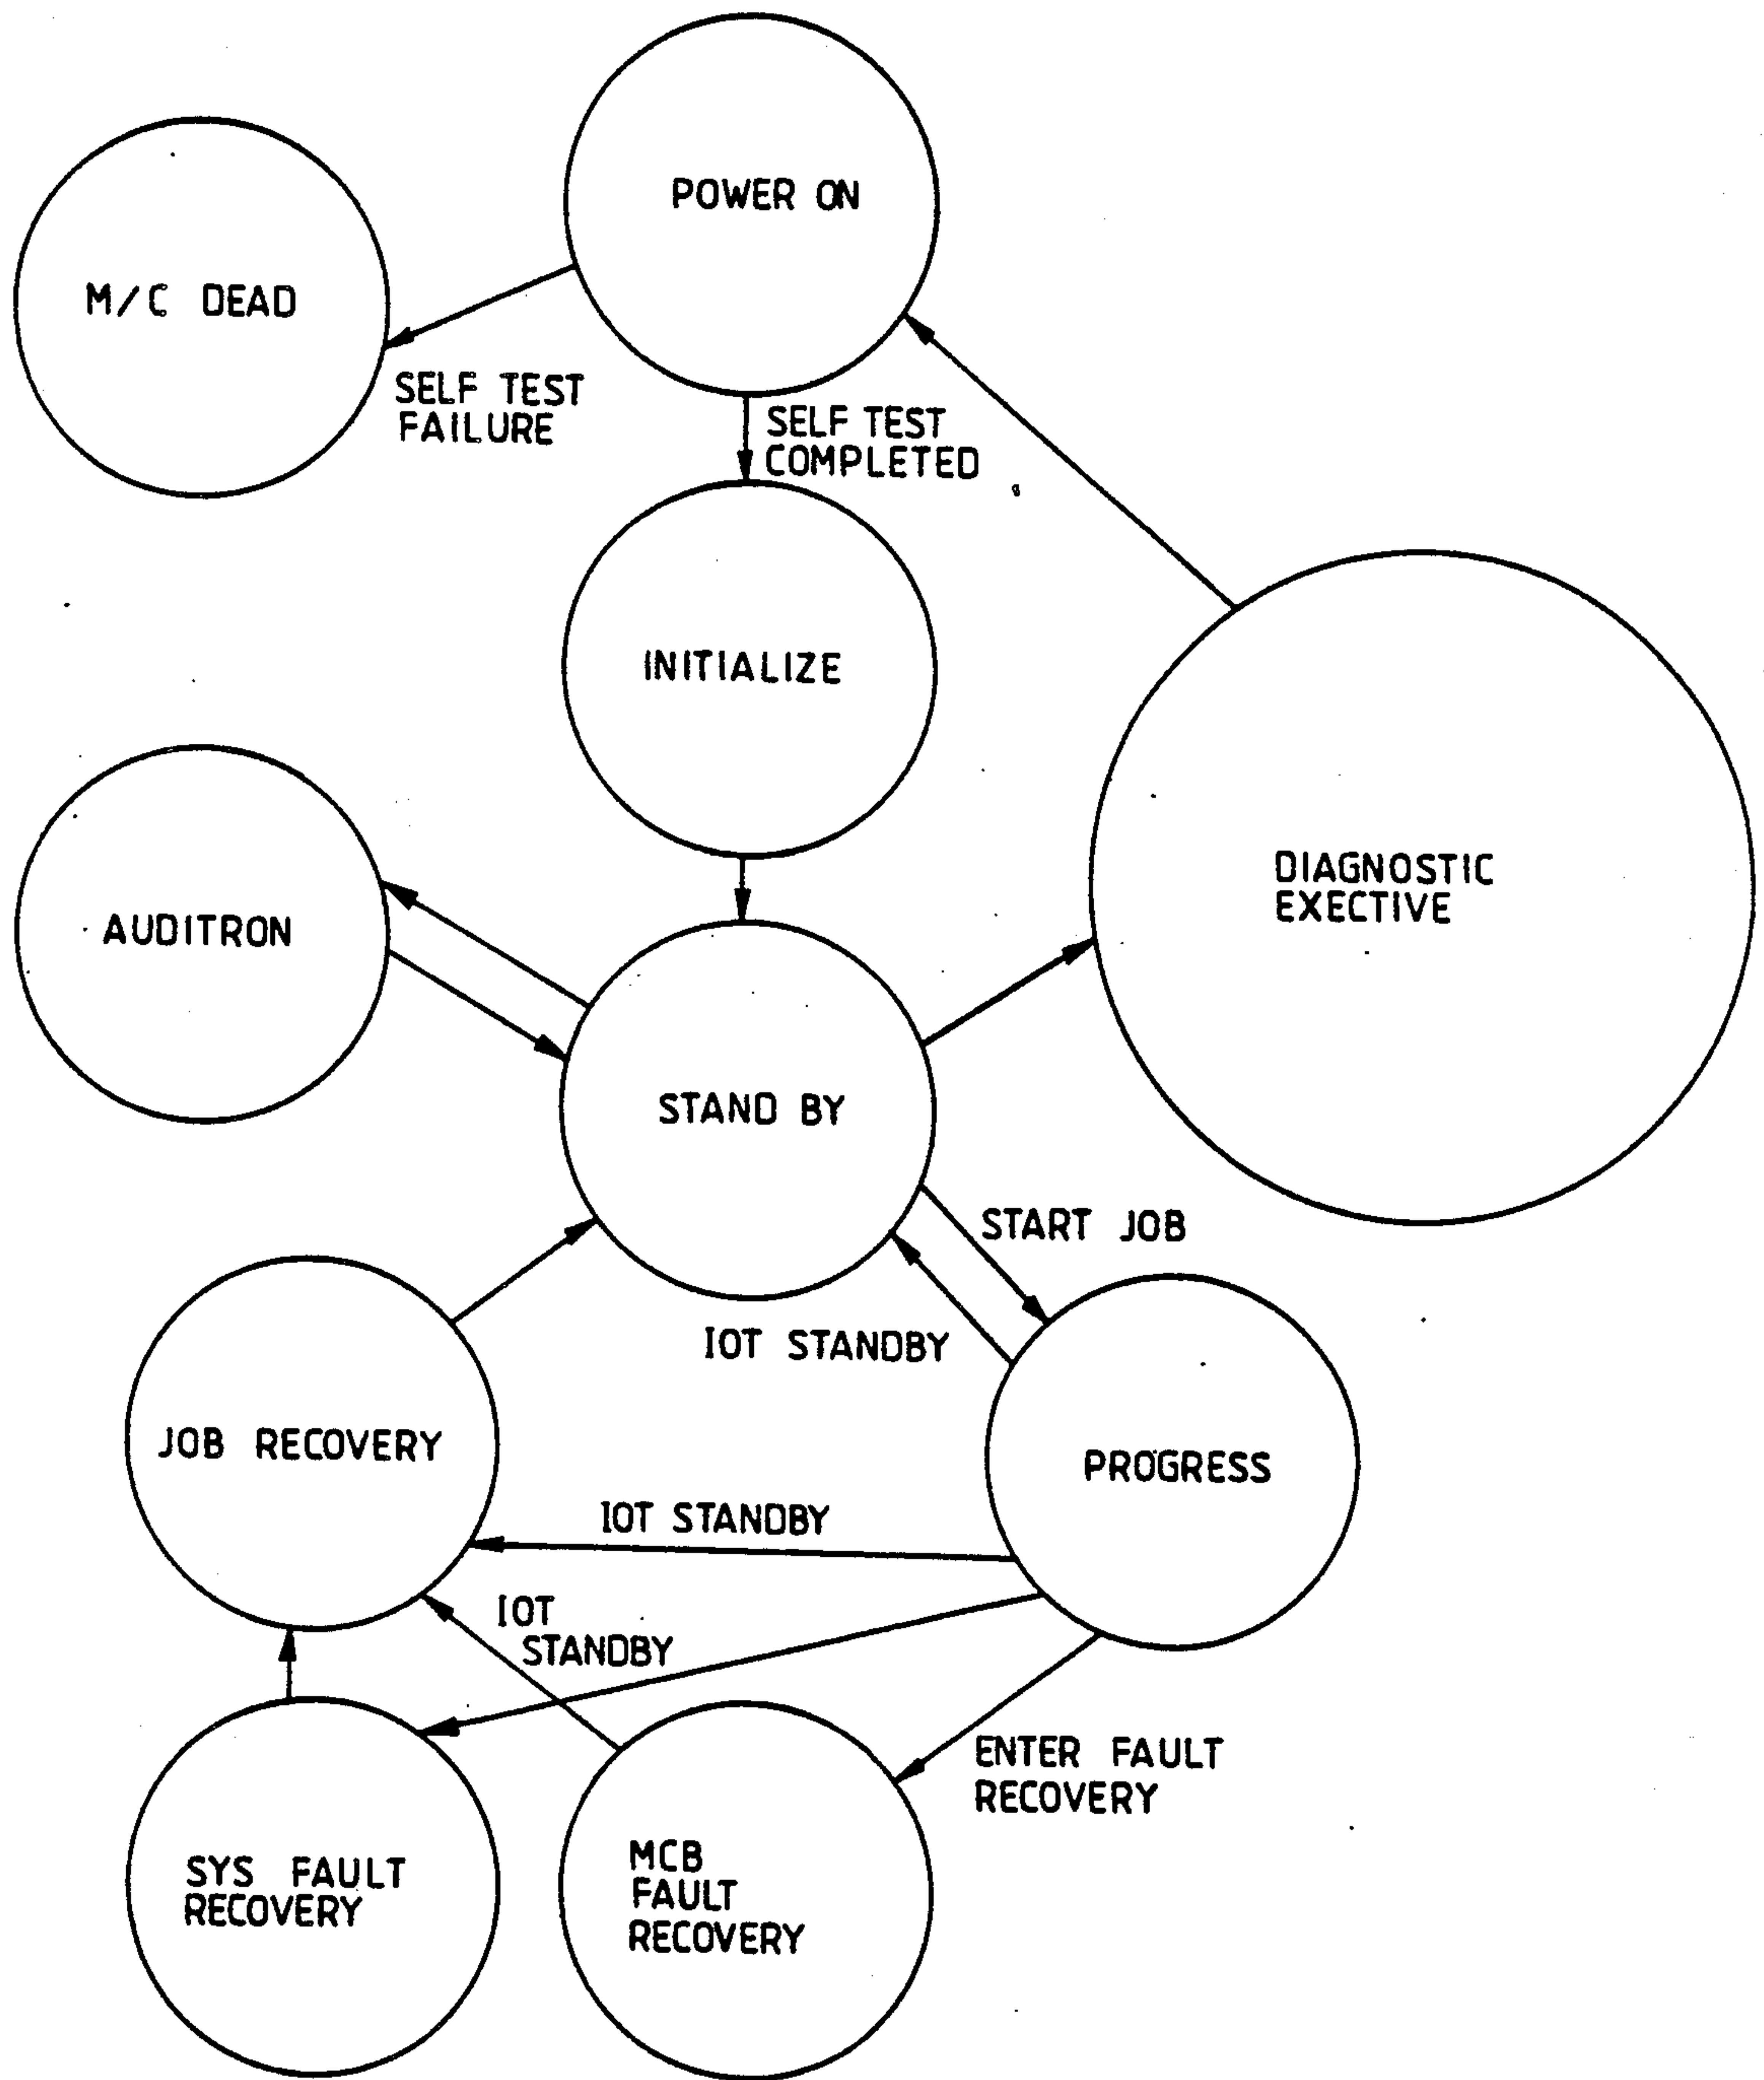 POWER ON
M/C DEAD
SELF TEST
FAILURE
SELF TEST
COMPLETED
INITIALIZE
DIAGNOSTIC
EXECTIVE
AUDITRON
STAND BY
START JOB
IOT STANDBY
JOB RECOVERY
PROGRESS
IOT STANDBY
IOT
STANDBY
ENTER FAULT
RECOVERY
SYS FAULT
RECOVERY
MCB
FAULT
RECOVERY